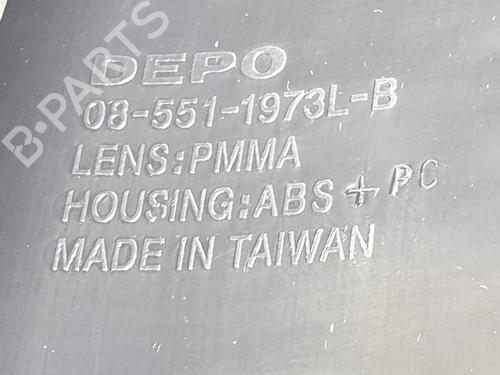 B-PARTS
DEPO
08-551-1973L-B
LENS:PMMA
HOUSING:ABS + PC
MADE IN TAIWAN